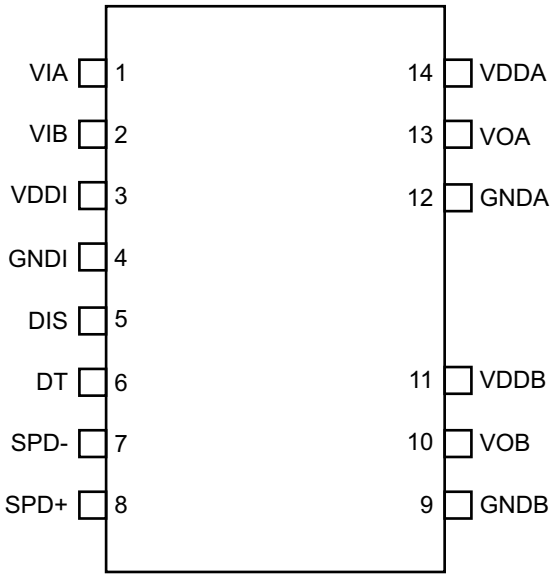 VIA 1 14 VDDA
VIB 2 13 VOA
VDDI 3 12 GNDA
GNDI 4
DIS 5
DT 6 11 VDDB
SPD- 7 10 VOB
SPD+ 8 9 GNDB